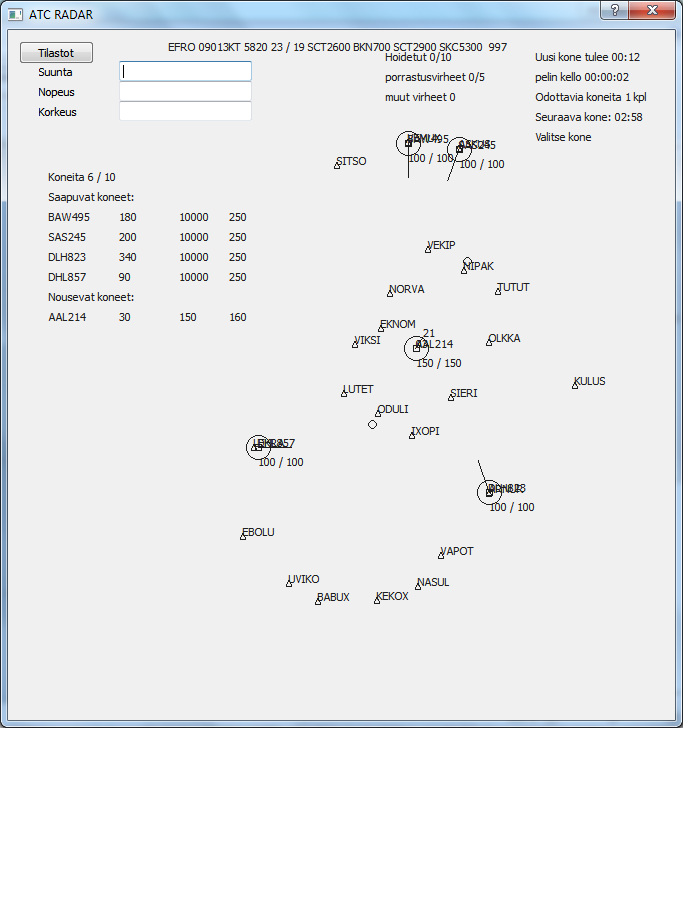 ATC RADAR
Tilastot
EFRO 09013KT 5820 23 / 19 SCT2600 BKN700 SCT2900 SKC5300 997
Suunta
Nopeus
Korkeus
Hoidetut 0/10
porrastusvirheet 0/5
muut virheet 0
Uusi kone tulee 00:12
pelin kello 00:00:02
Odottavia koneita 1 kpl
Seuraava kone: 02:58
Valitse kone
Koneita 6 / 10
Saapuvat koneet:
BAW495 180 10000 250
SAS245 200 10000 250
DLH823 340 10000 250
DHL857 90 10000 250
Nousevat koneet:
AAL214 30 150 160
BAW495
100 / 100
SAS245
100 / 100
SITSO
VEKIP
NIPAK
NORVA
TUTUT
EKNOM
21
VIKSI
AAL214
150 / 150
OLKKA
KULUS
LUTET
SIERI
ODULI
IXOPI
DHL857
100 / 100
DLH823
100 / 100
EBOLU
VAPOT
UVIKO
NASUL
BABUX
KEKOX